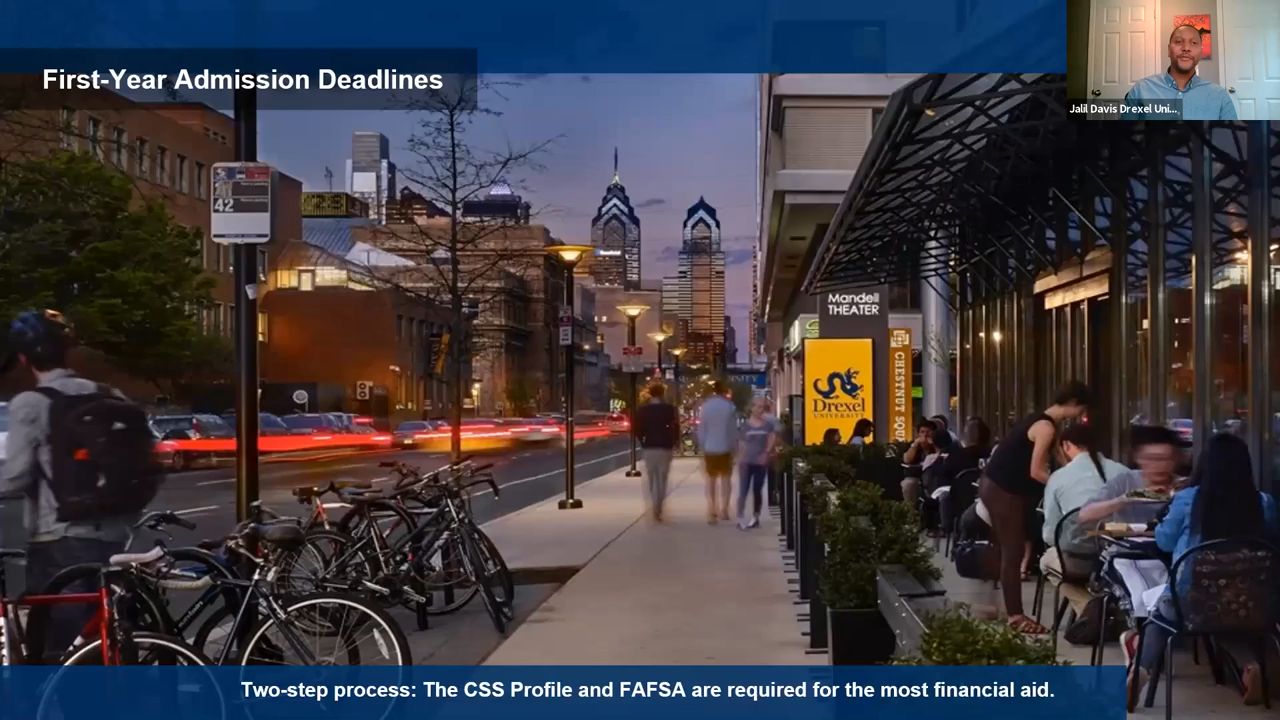 First-Year Admission Deadlines
Jalil Davis Drexel Uni...
42
Mandell
THEATER
Drexel
UNIVERSITY
CHESTNUT SQU
Two-step process: The CSS Profile and FAFSA are required for the most financial aid.